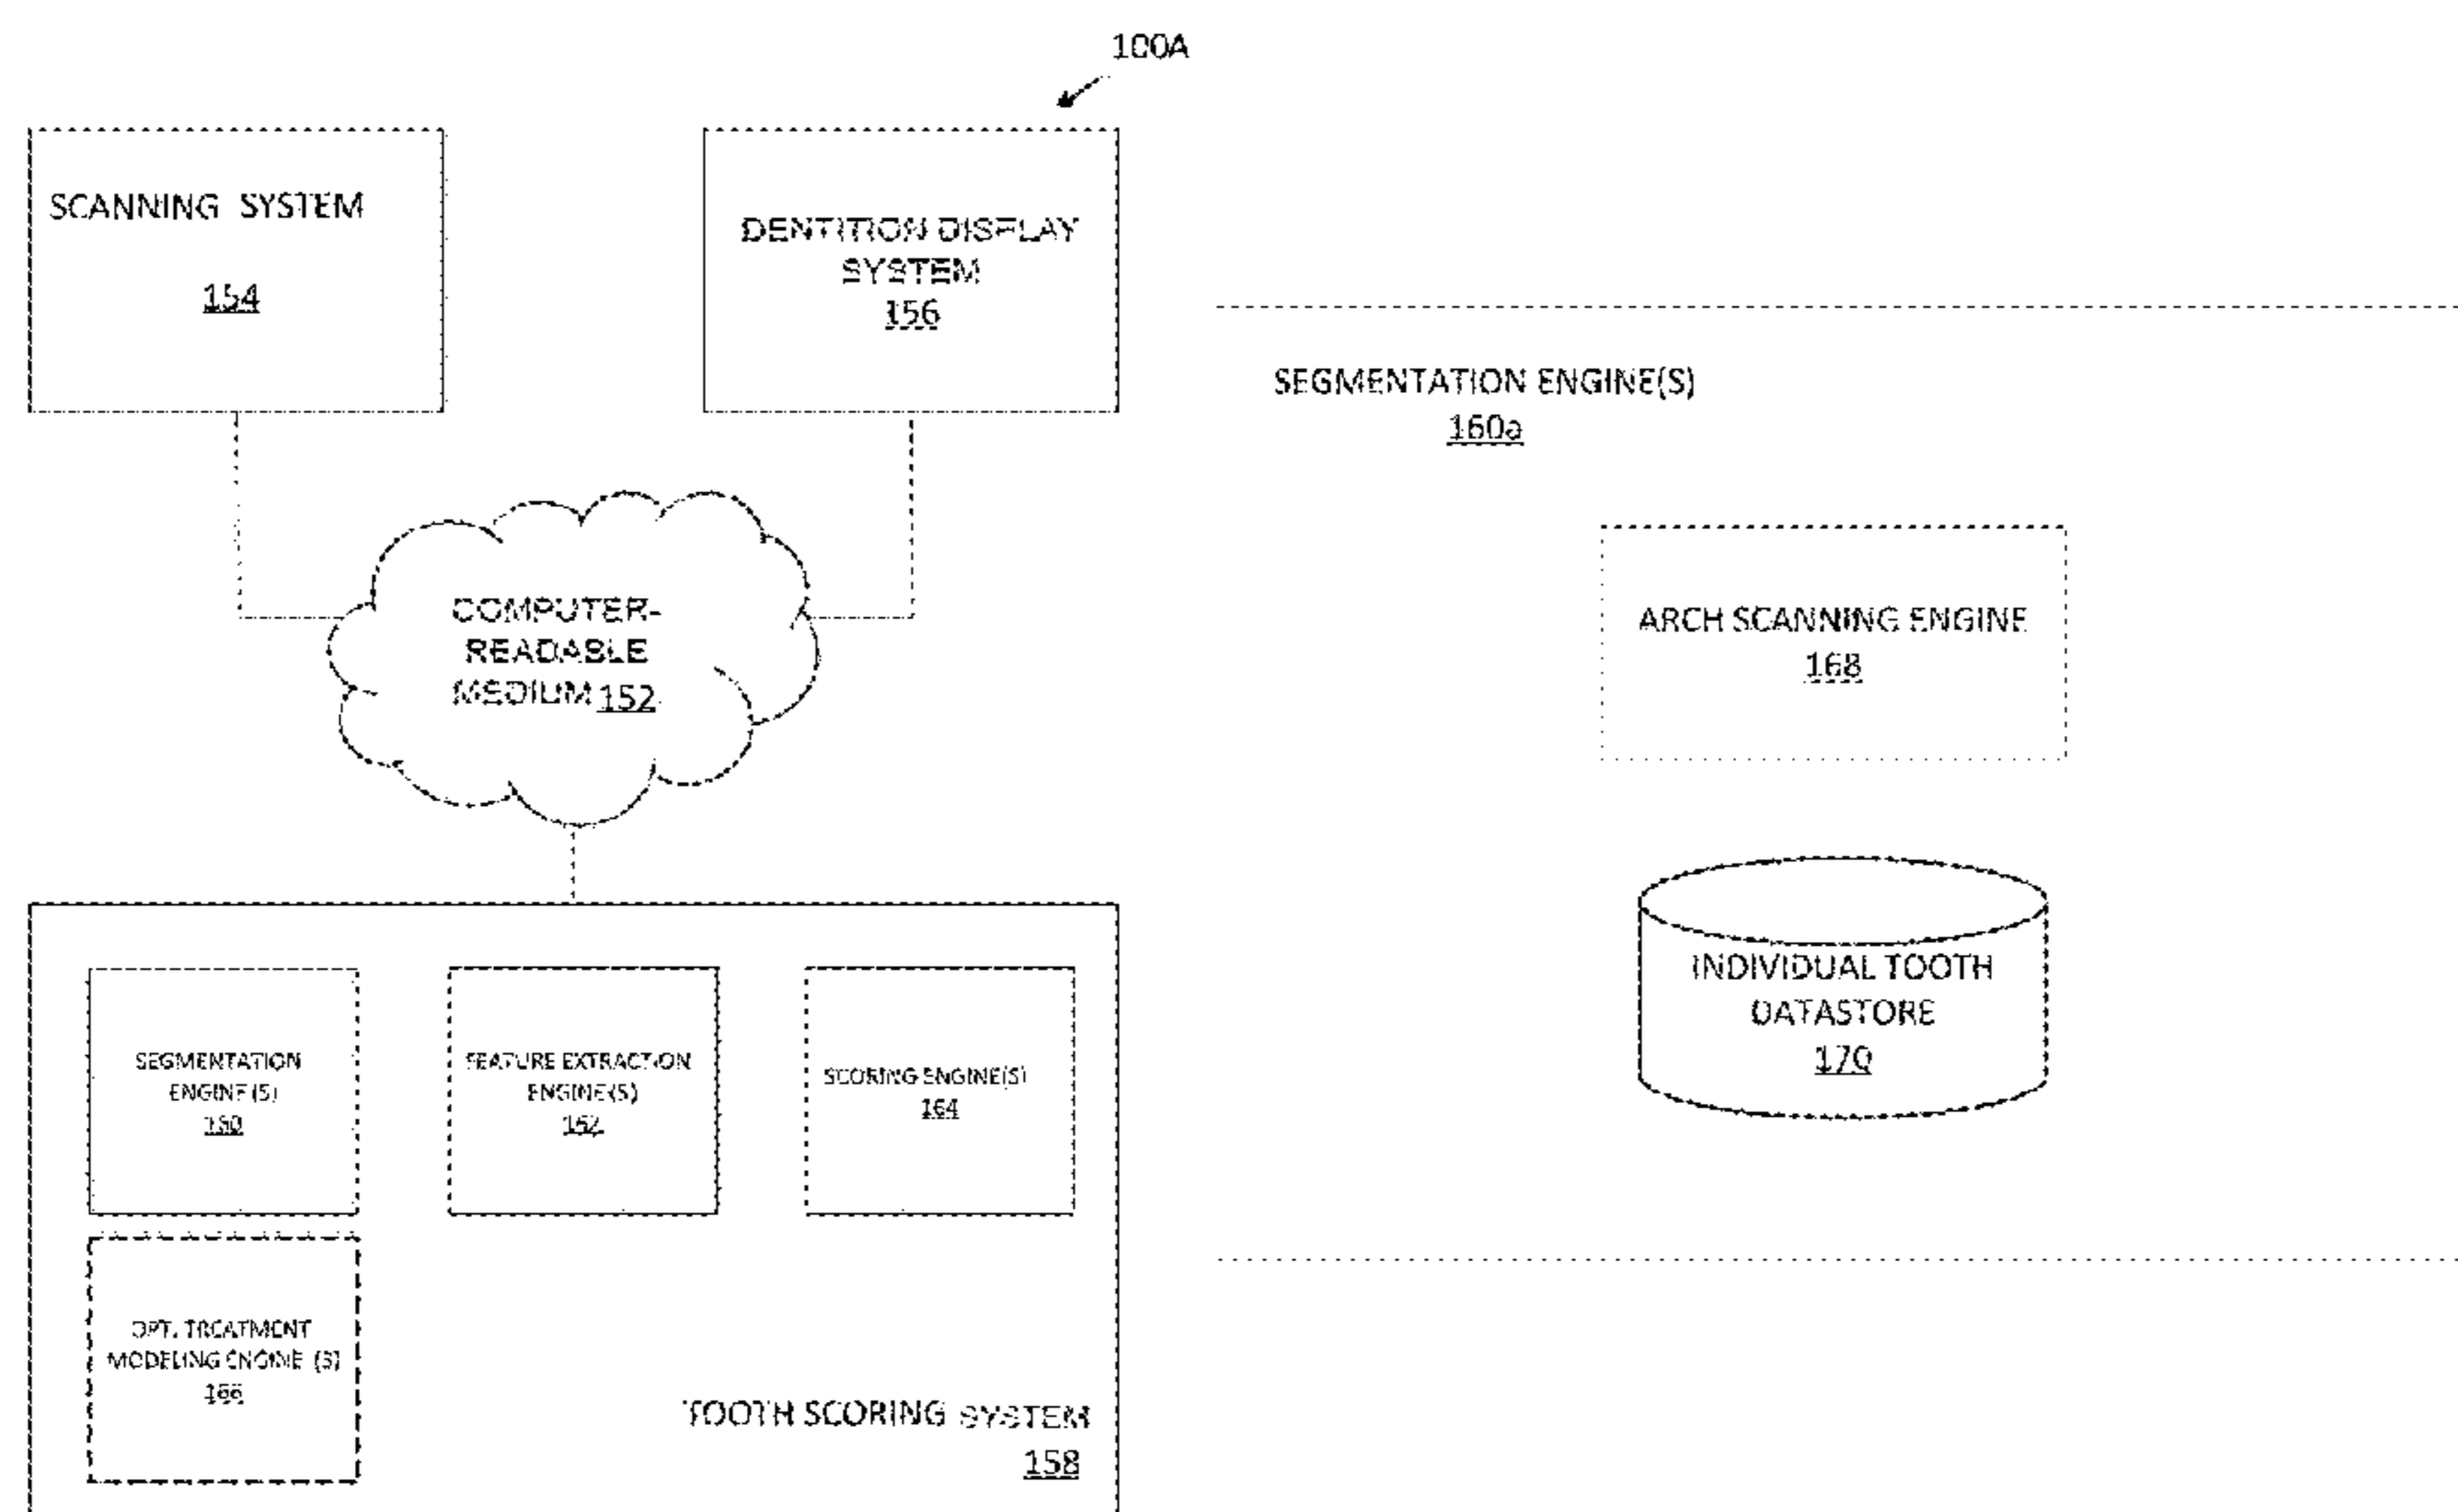 100A
SCANNING SYSTEM
154
DENTITION DISPLAY
SYSTEM
156
SEGMENTATION ENGINE(S)
160a
COMPUTER-
READABLE
MEDIUM 152
ARCH SCANNING ENGINE
168
INDIVIDUAL TOOTH
DATASTORE
170
SEGMENTATION
ENGINE(S)
160
FEATURE EXTRACTION
ENGINE(S)
162
SCORING ENGINE(S)
164
OPT. TREATMENT
MODELING ENGINE (S)
166
TOOTH SCORING SYSTEM
158